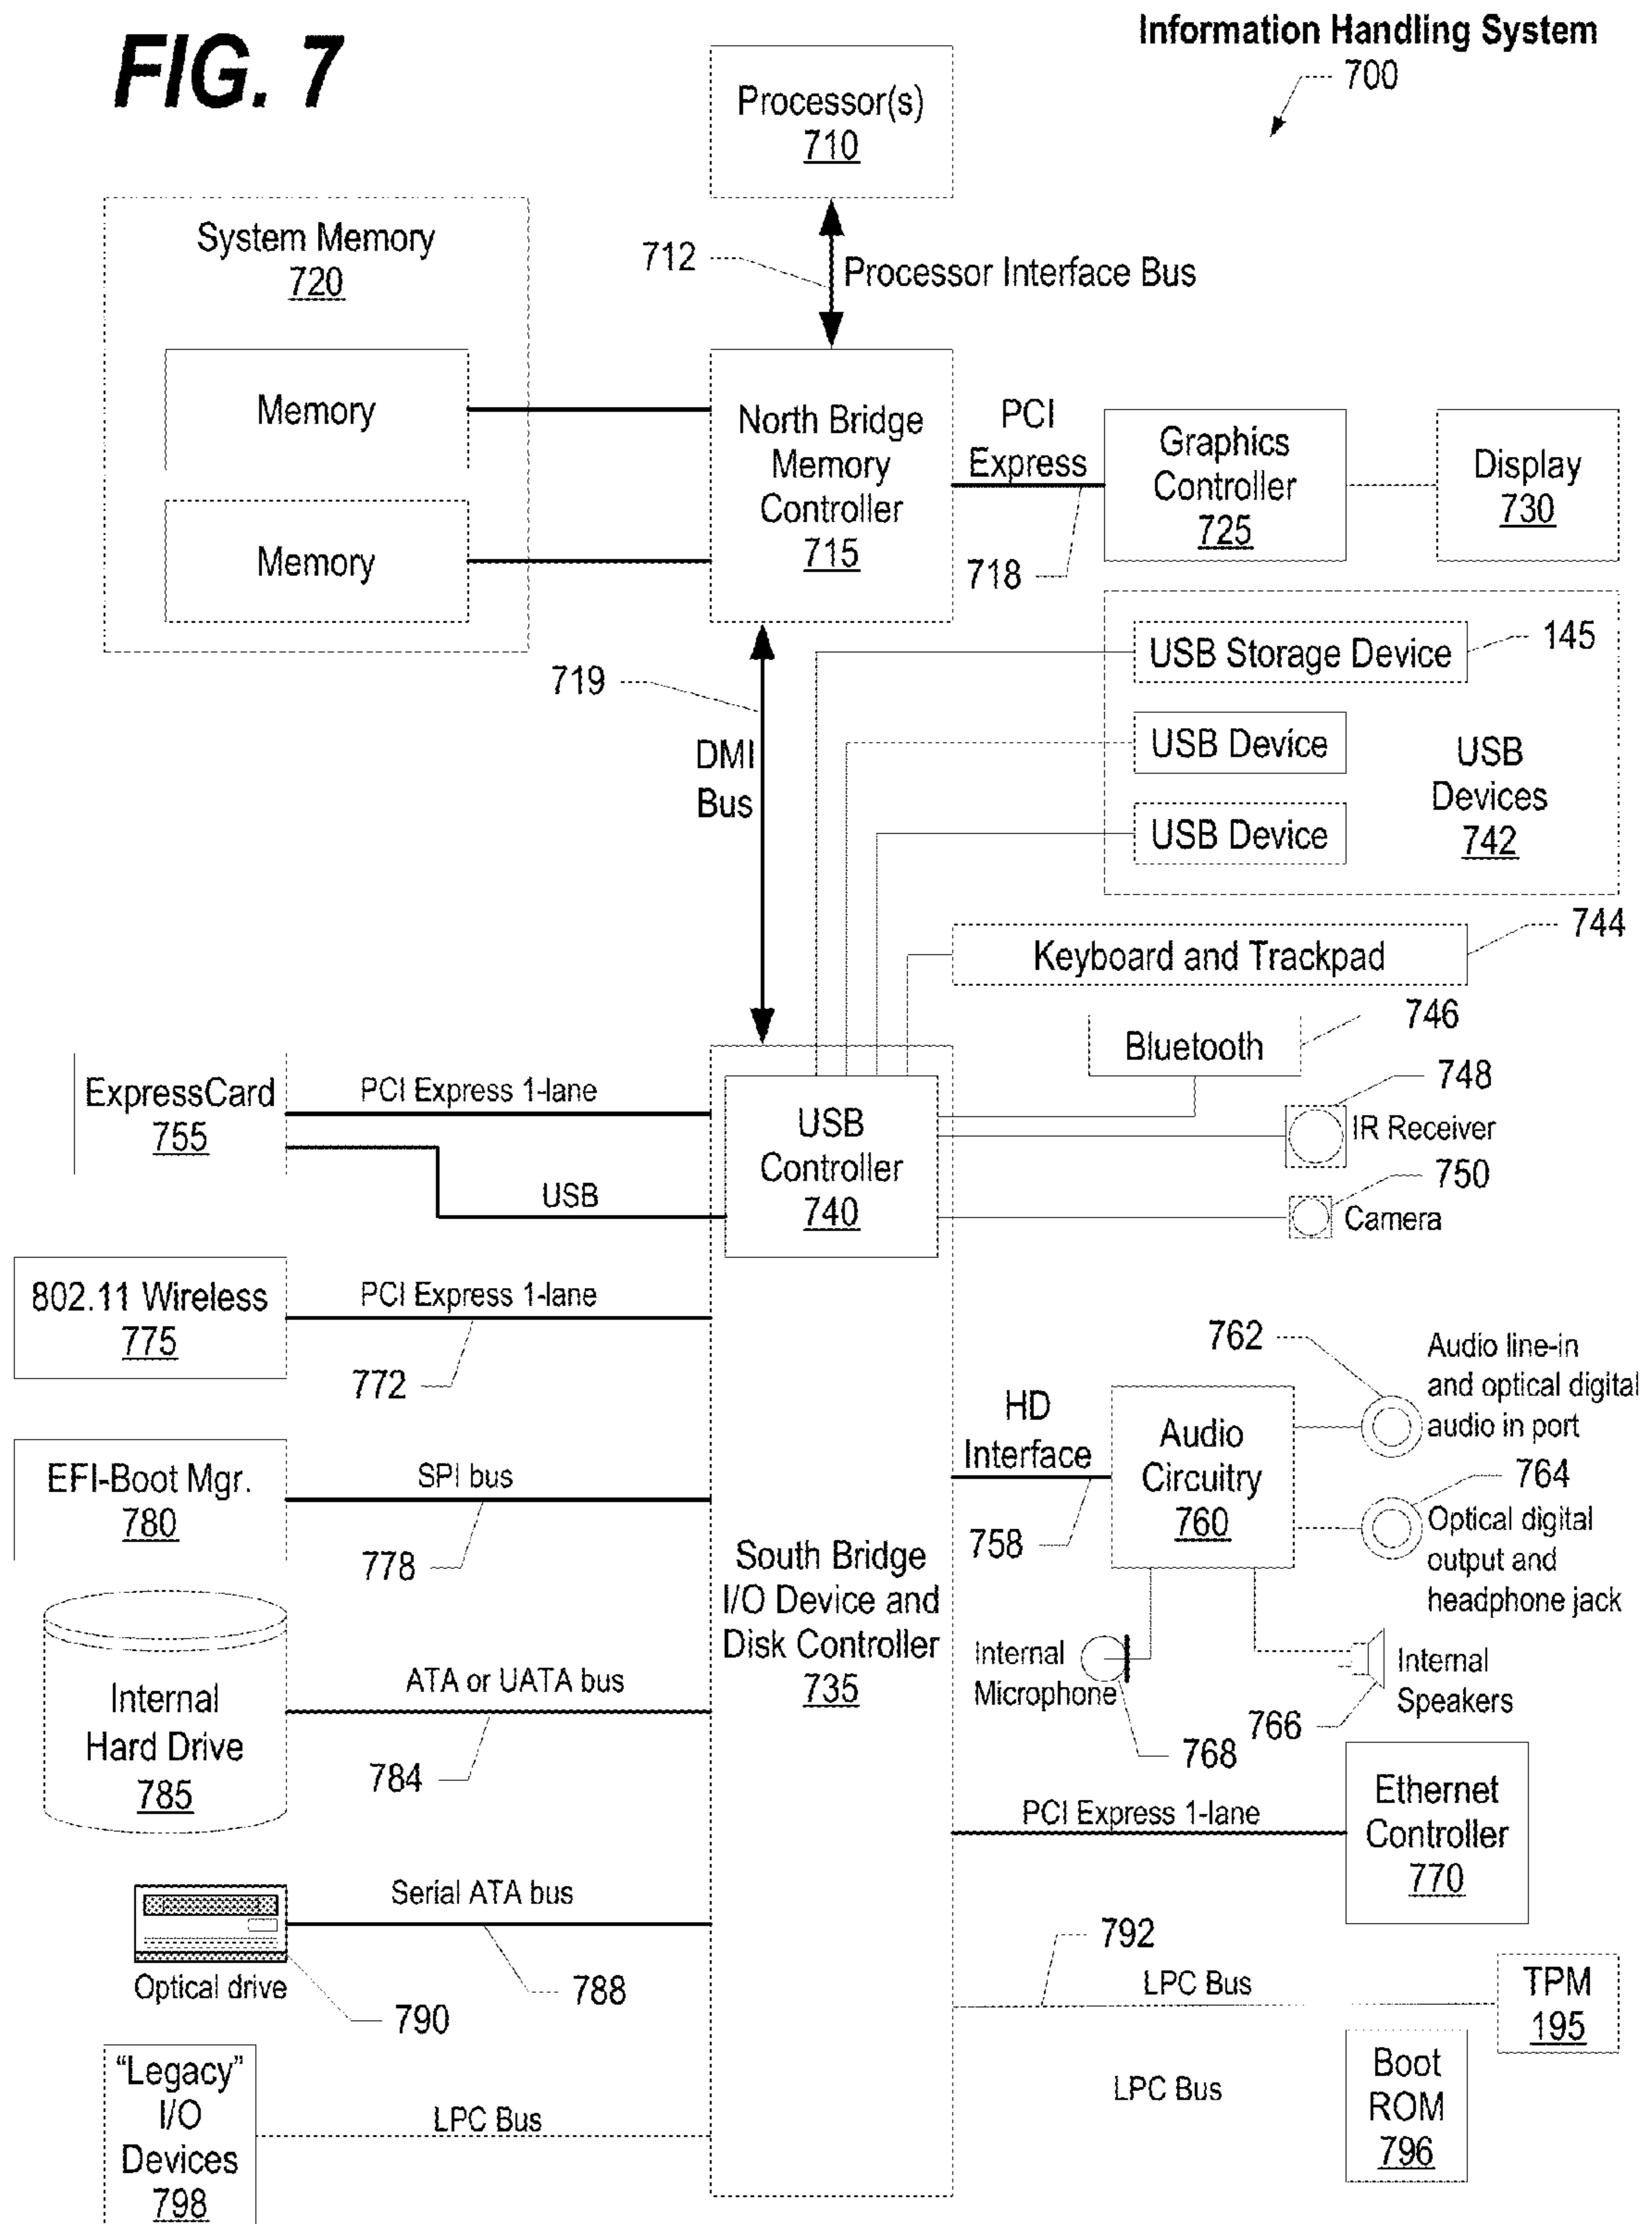 FIG. 7
Information Handling System
700
Processor(s)
710
712
Processor Interface Bus
System Memory
720
Memory
Memory
North Bridge
Memory
Controller
715
PCI
Express
718
Graphics
Controller
725
Display
730
719
DMI
Bus
USB Storage Device
145
USB Device
USB Device
USB
Devices
742
Keyboard and Trackpad
744
Bluetooth
746
748
IR Receiver
750
Camera
ExpressCard
755
PCI Express 1-lane
USB
USB
Controller
740
802.11 Wireless
775
PCI Express 1-lane
772
EFI-Boot Mgr.
780
SPI bus
778
Internal
Hard Drive
785
ATA or UATA bus
784
Optical drive
790
Serial ATA bus
788
"Legacy"
I/O
Devices
798
LPC Bus
South Bridge
I/O Device and
Disk Controller
735
HD
Interface
758
Audio
Circuitry
760
762
Audio line-in
and optical digital
audio in port
764
Optical digital
output and
headphone jack
Internal
Microphone
768
766
Internal
Speakers
PCI Express 1-lane
Ethernet
Controller
770
792
LPC Bus
TPM
195
LPC Bus
Boot
ROM
796